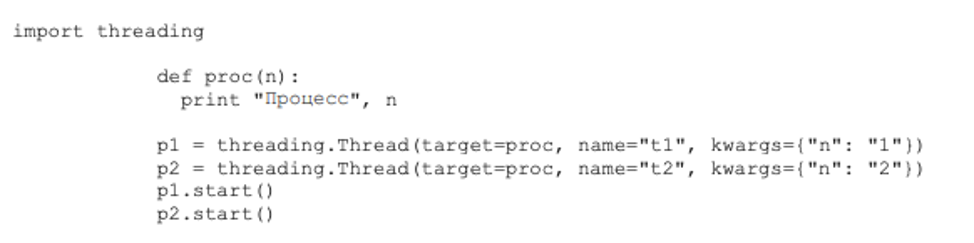 import threading
def proc(n):
print "Процесс", n
p1 = threading.Thread(target=proc, name="t1", kwargs={"n": "1"})
p2 = threading.Thread(target=proc, name="t2", kwargs={"n": "2"})
p1.start()
p2.start()